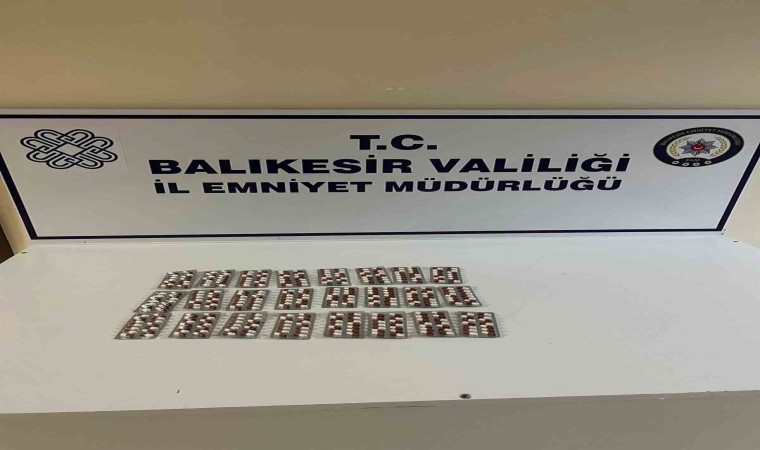 T.C.
BALIKESİR VALİLİĞİ
İL EMNİYET MÜDÜRLÜĞÜ